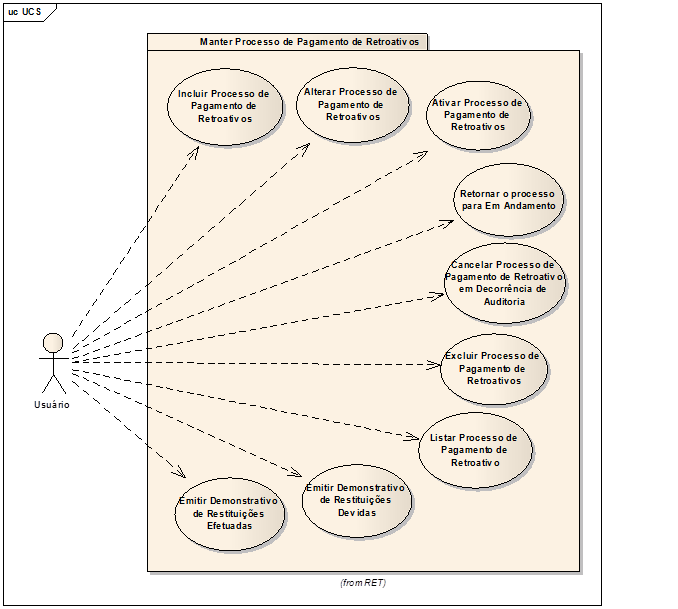 uc UCS
Manter Processo de Pagamento de Retroativos
Incluir Processo de
Pagamento de
Retroativos
Alterar Processo de
Pagamento de
Retroativos
Ativar Processo de
Pagamento de
Retroativos
Retornar o processo
para Em Andamento
Cancelar Processo de
Pagamento de Retroativo
em Decorrência de
Auditoria
Excluir Processo de
Pagamento de
Retroativos
Listar Processo de
Pagamento de
Retroativo
Emitir Demonstrativo
de Restituições
Devidas
Emitir Demonstrativo
de Restituições
Efetuadas
Usuário
(from RET)